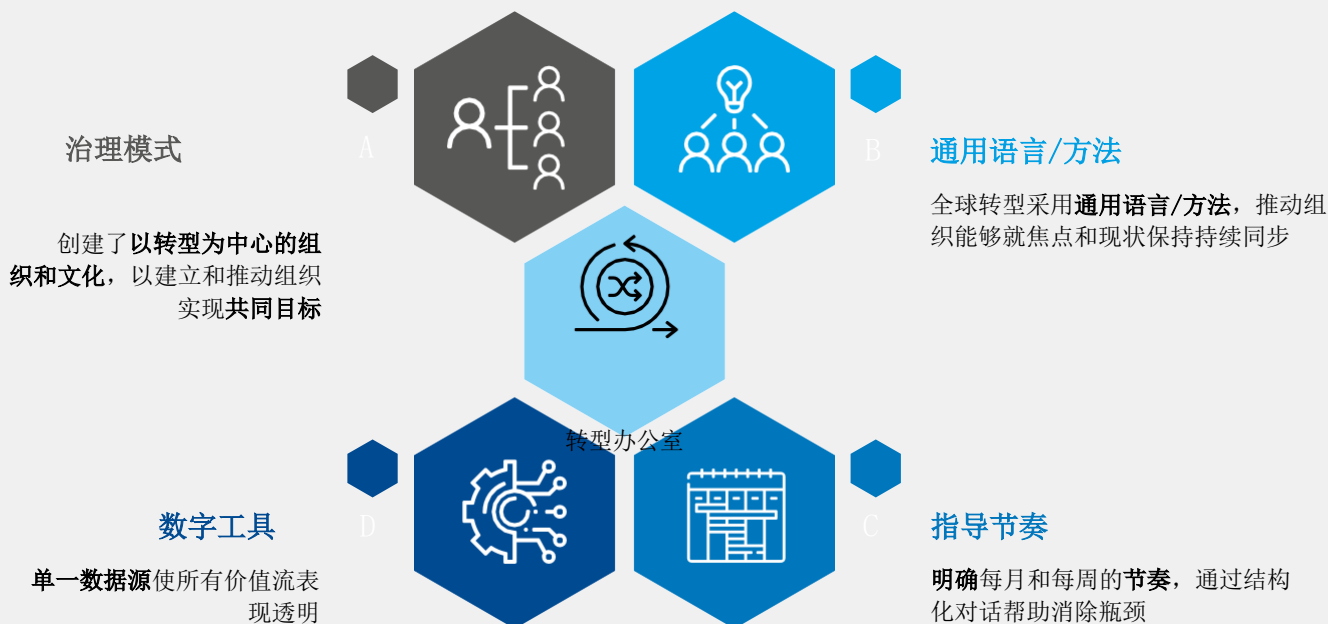 治理模式
A
创建了以转型为中心的组
织和文化，以建立和推动组织
实现共同目标
B
通用语言/方法
全球转型采用通用语言/方法，推动组
织能够就焦点和现状保持持续同步
转型办公室
数字工具
D
单一数据源使所有价值流表
现透明
C
指导节奏
明确每月和每周的节奏，通过结构
化对话帮助消除瓶颈